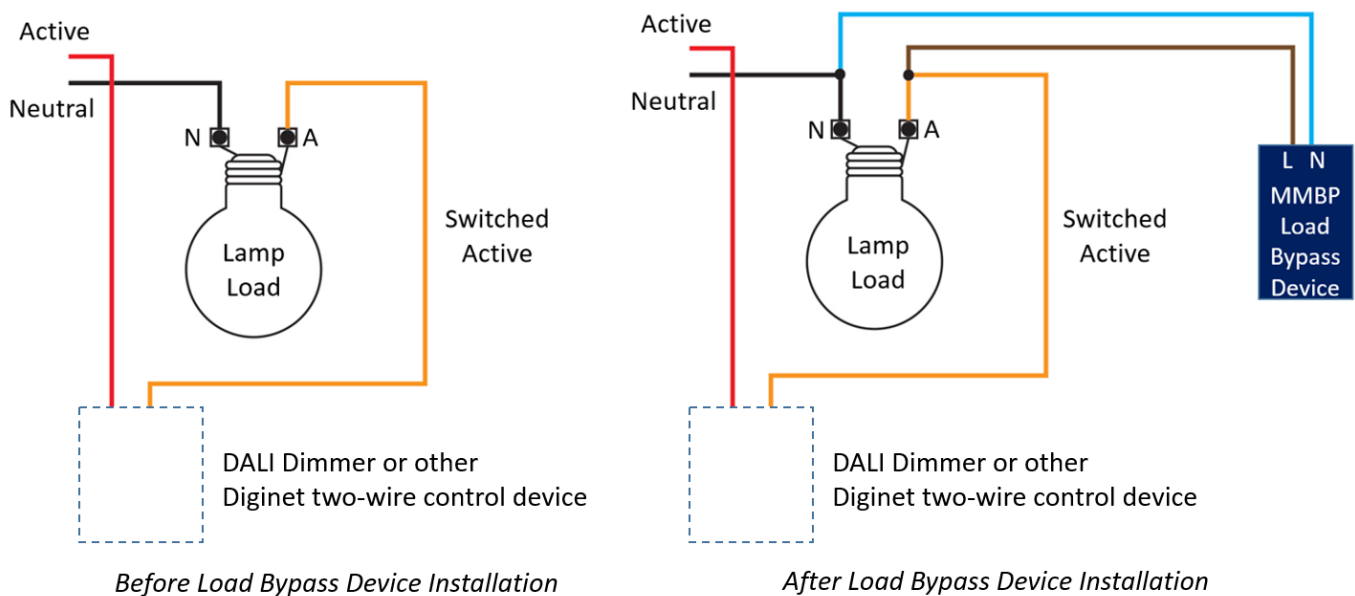 Active
Neutral
N
A
Lamp
Load
Switched
Active
DALI Dimmer or other
Diginet two-wire control device
Before Load Bypass Device Installation
Active
Neutral
N
A
Lamp
Load
Switched
Active
L N
MMBP
Load
Bypass
Device
DALI Dimmer or other
Diginet two-wire control device
After Load Bypass Device Installation